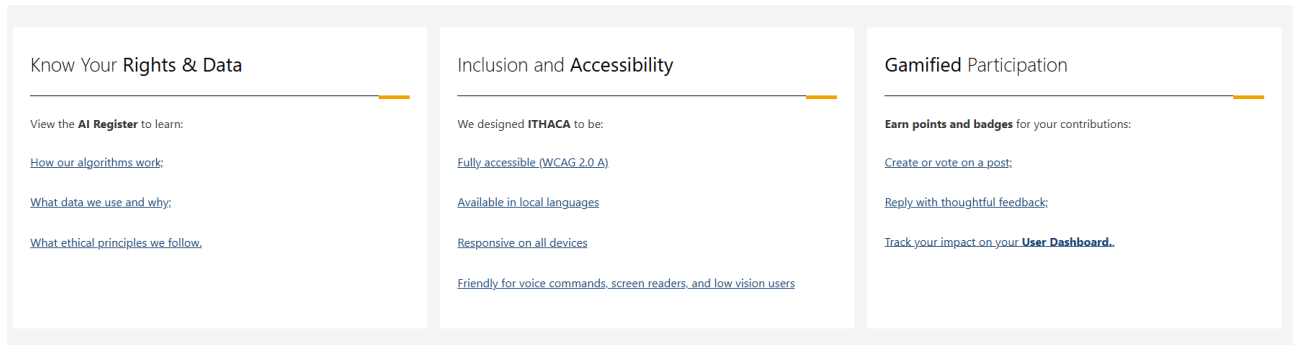 Know Your Rights & Data
View the AI Register to learn:
How our algorithms work;
What data we use and why;
What ethical principles we follow.
Inclusion and Accessibility
We designed ITHACA to be:
Fully accessible (WCAG 2.0 A)
Available in local languages
Responsive on all devices
Friendly for voice commands, screen readers, and low vision users
Gamified Participation
Earn points and badges for your contributions:
Create or vote on a post;
Reply with thoughtful feedback;
Track your impact on your User Dashboard..